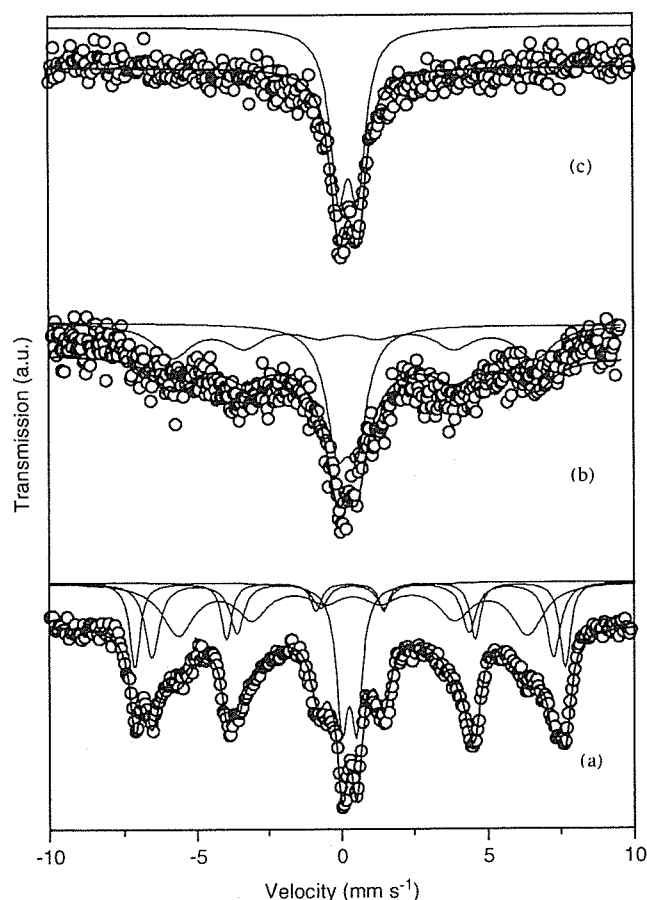 (c)
(b)
(a)
Transmission (a.u.)
-10 -5 0 5 10
Velocity (mm s⁻¹)